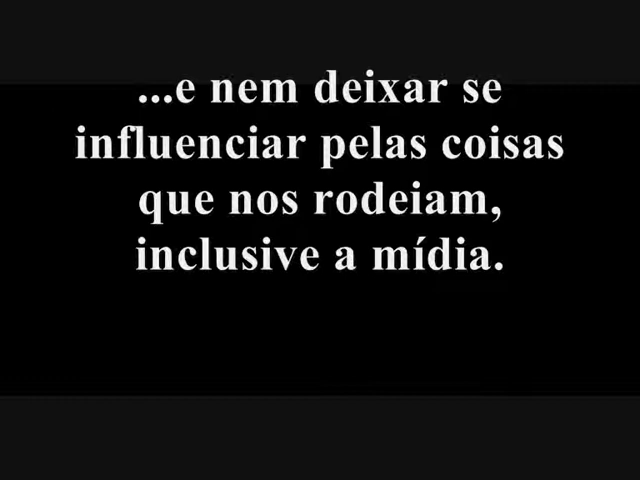 ...e nem deixar se
influenciar pelas coisas
que nos rodeiam,
inclusive a mídia.